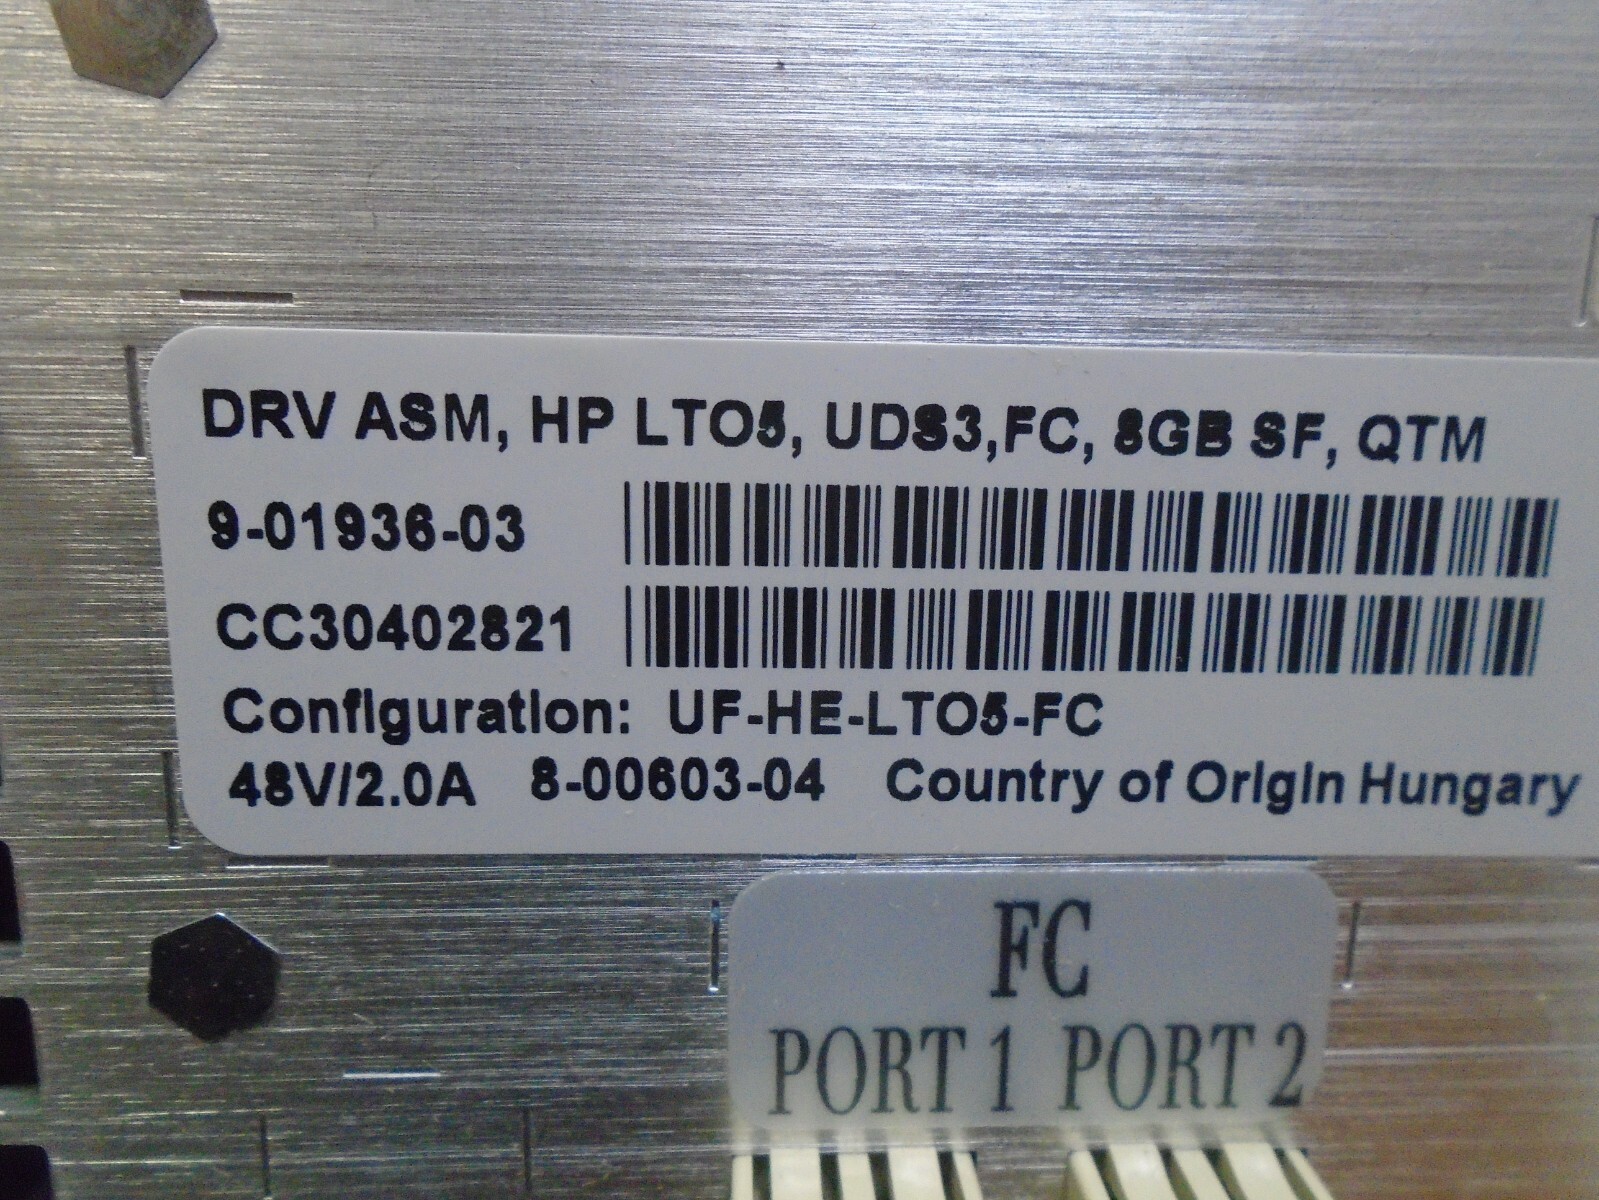 DRV ASM, HP LTO5, UDS3,FC, 8GB SF, QTM
9-01936-03
CC30402821
Configuration: UF-HE-LTO5-FC
48V/2.0A 8-00603-04 Country of Origin Hungary
FC
PORT 1 PORT 2